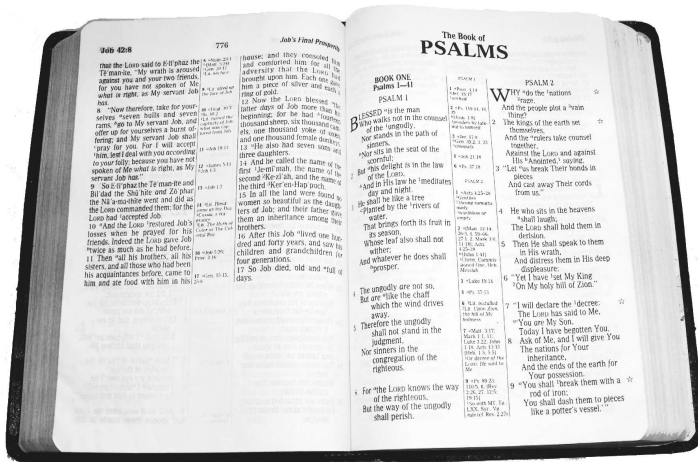 Job 42:8
776
Job's Final Prosperity
that the LORD said to E·li'phaz the
Te'man·ite, "My wrath is aroused
against you and your two friends,
for you have not spoken of Me
what is right, as My servant Job
has.
8 "Now therefore, take for your-
selves seven bulls and seven
rams, go to My servant Job, and
offer up for yourselves a burnt of-
fering; and My servant Job shall
pray for you. For I will accept
him, lest I deal with you according
to your folly; because you have not
spoken of Me what is right, as My
servant Job has."
9 So E·li'phaz the Te'man·ite and
Bil'dad the Shu'hite and Zo'phar
the Na'a·ma·thite went and did as
the LORD commanded them; for the
LORD had accepted Job.
10 And the LORD restored Job's
losses when he prayed for his
friends. Indeed the LORD gave Job
twice as much as he had before.
11 Then all his brothers, all his
sisters, and all those who had been
his acquaintances before, came to
him and ate food with him in his
house; and they consoled him
and comforted him for all the
adversity that the LORD had
brought upon him. Each one gave
him a piece of silver and each a
ring of gold.
12 Now the LORD blessed the
latter days of Job more than his
beginning; for he had fourteen
thousand sheep, six thousand cam-
els, one thousand yoke of oxen,
and one thousand female donkeys.
13 He also had seven sons and
three daughters.
14 And he called the name of the
first Je·mi'mah, the name of the
second Ke·zi'ah, and the name of
the third Ker'en-Hap'puch.
15 In all the land were found no
women so beautiful as the daugh-
ters of Job; and their father gave
them an inheritance among their
brothers.
16 After this Job lived one hun-
dred and forty years, and saw his
children and grandchildren for
four generations.
17 So Job died, old and full of
days.
The Book of
PSALMS
BOOK ONE
Psalms 1—41
PSALM 1
BLESSED is the man
Who walks not in the counsel
of the ungodly,
Nor stands in the path of
sinners,
Nor sits in the seat of the
scornful;
2 But his delight is in the law
of the LORD,
And in His law he meditates
day and night.
3 He shall be like a tree
Planted by the rivers of
water,
That brings forth its fruit in
its season,
Whose leaf also shall not
wither;
And whatever he does shall
prosper.
4 The ungodly are not so,
But are like the chaff
which the wind drives
away.
5 Therefore the ungodly
shall not stand in the
judgment,
Nor sinners in the
congregation of the
righteous.
6 For the LORD knows the way
of the righteous,
But the way of the ungodly
shall perish.
PSALM 1
PSALM 2
PSALM 2
WHY do the nations
rage,
And the people plot a vain
thing?
2 The kings of the earth set
themselves,
And the rulers take counsel
together,
Against the LORD and against
His Anointed, saying,
3 "Let us break Their bonds in
pieces
And cast away Their cords
from us."
4 He who sits in the heavens
shall laugh;
The LORD shall hold them in
derision.
5 Then He shall speak to them
in His wrath,
And distress them in His deep
displeasure:
6 "Yet I have set My King
On My holy hill of Zion."
7 "I will declare the decree:
The LORD has said to Me,
'You are My Son,
Today I have begotten You.
8 Ask of Me, and I will give You
The nations for Your
inheritance,
And the ends of the earth for
Your possession.
9 You shall break them with a
rod of iron;
You shall dash them to pieces
like a potter's vessel.'"